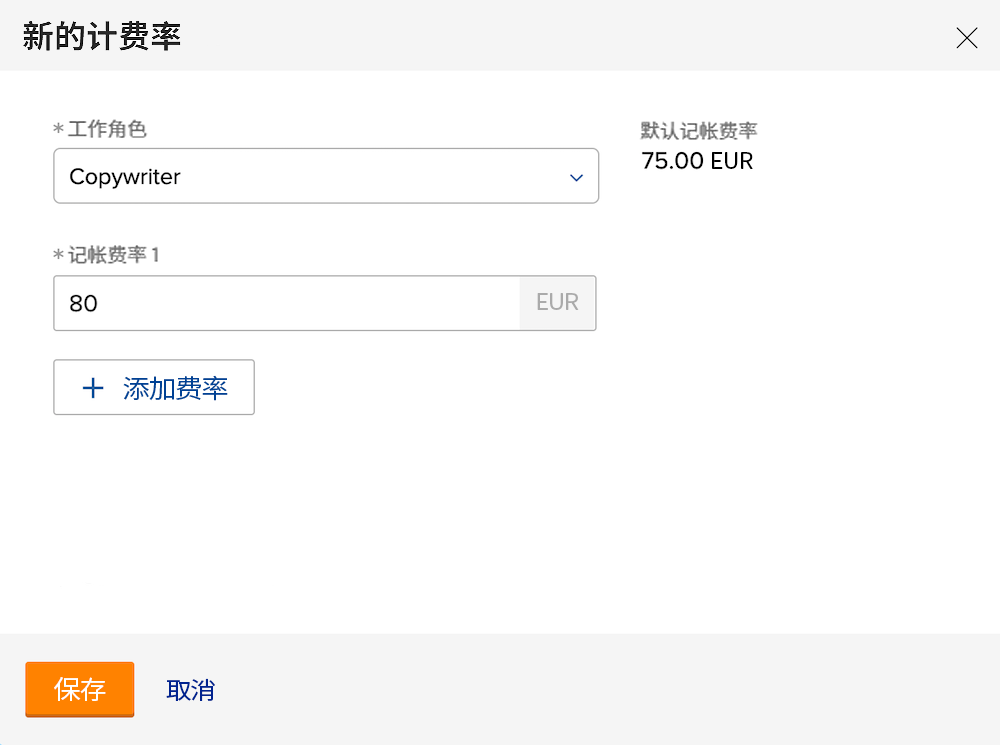 新的计费率
*工作角色
Copywriter
默认记帐费率
75.00 EUR
*记帐费率 1
80 EUR
+ 添加费率
保存 取消